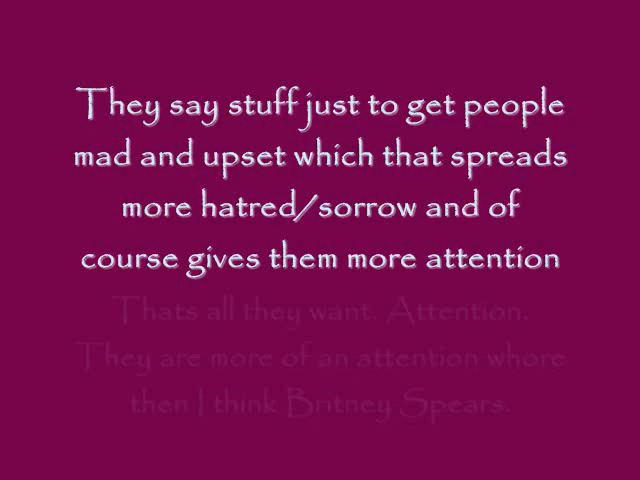 They say stuff just to get people
mad and upset which that spreads
more hatred/sorrow and of
course gives them more attention
Thats all they want. Attention.
They are more of an attention whore
then I think Britney Spears.